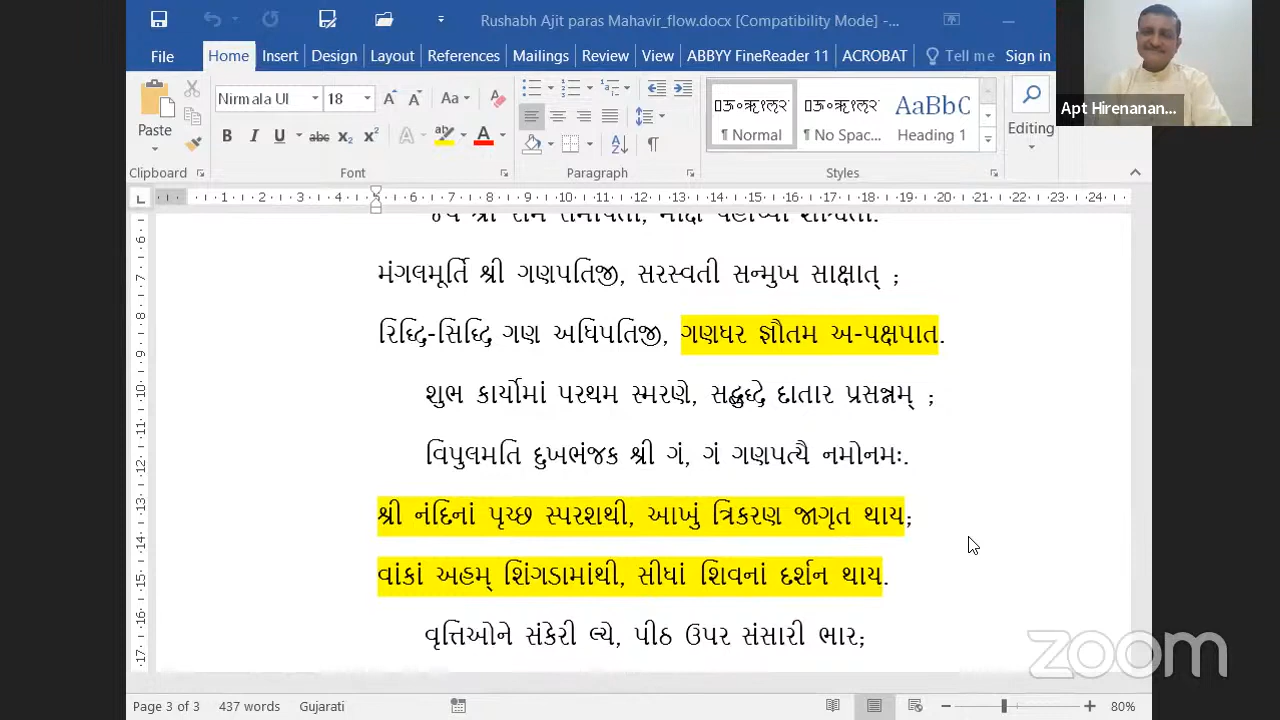 Rushabh Ajit paras Mahavir_flow.docx [Compatibility Mode] -...
File Home Insert Design Layout References Mailings Review View ABBYY FineReader 11 ACROBAT Tell me Sign in
Apt Hirenanan...
Nirmala UI 18
Paste
Normal No Spac... Heading 1
Editing
Clipboard Font Paragraph Styles
મંગલમૂર્તિ શ્રી ગણપતિજી, સરસ્વતી સન્મુખ સાક્ષાત્ ;
રિધ્ધિ-સિધ્ધિ ગણ અધિપતિજી, ગણધર જ્ઞૌતમ અ-પક્ષપાત.
શુભ કાર્યોમાં પરથમ સ્મરણે, સદ્બુદ્ધે દાતાર પ્રસન્નમ્ ;
વિપુલમતિ દુખભંજક શ્રી ગં, ગં ગણપત્યૈ નમોનમઃ.
શ્રી નંદિનાં પૃચ્છ સ્પરશથી, આખું ત્રિકરણ જાગૃત થાય;
વાંકાં અહમ્ શિંગડામાંથી, સીધાં શિવનાં દર્શન થાય.
વૃત્તિઓને સંકેરી લ્યે, પીઠ ઉપર સંસારી ભાર;
zoom
Page 3 of 3 437 words Gujarati 80%